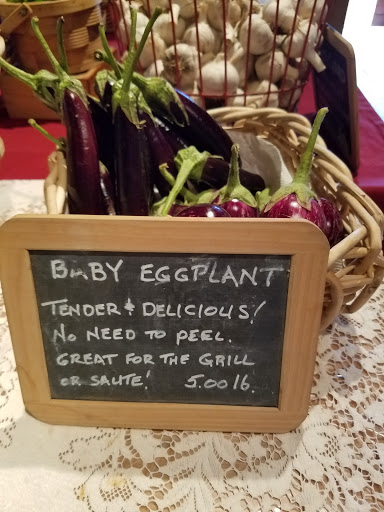 BABY EGGPLANT
TENDER & DELICIOUS!
NO NEED TO PEEL.
GREAT FOR THE GRILL
OR SAUTE! 5.00 lb.